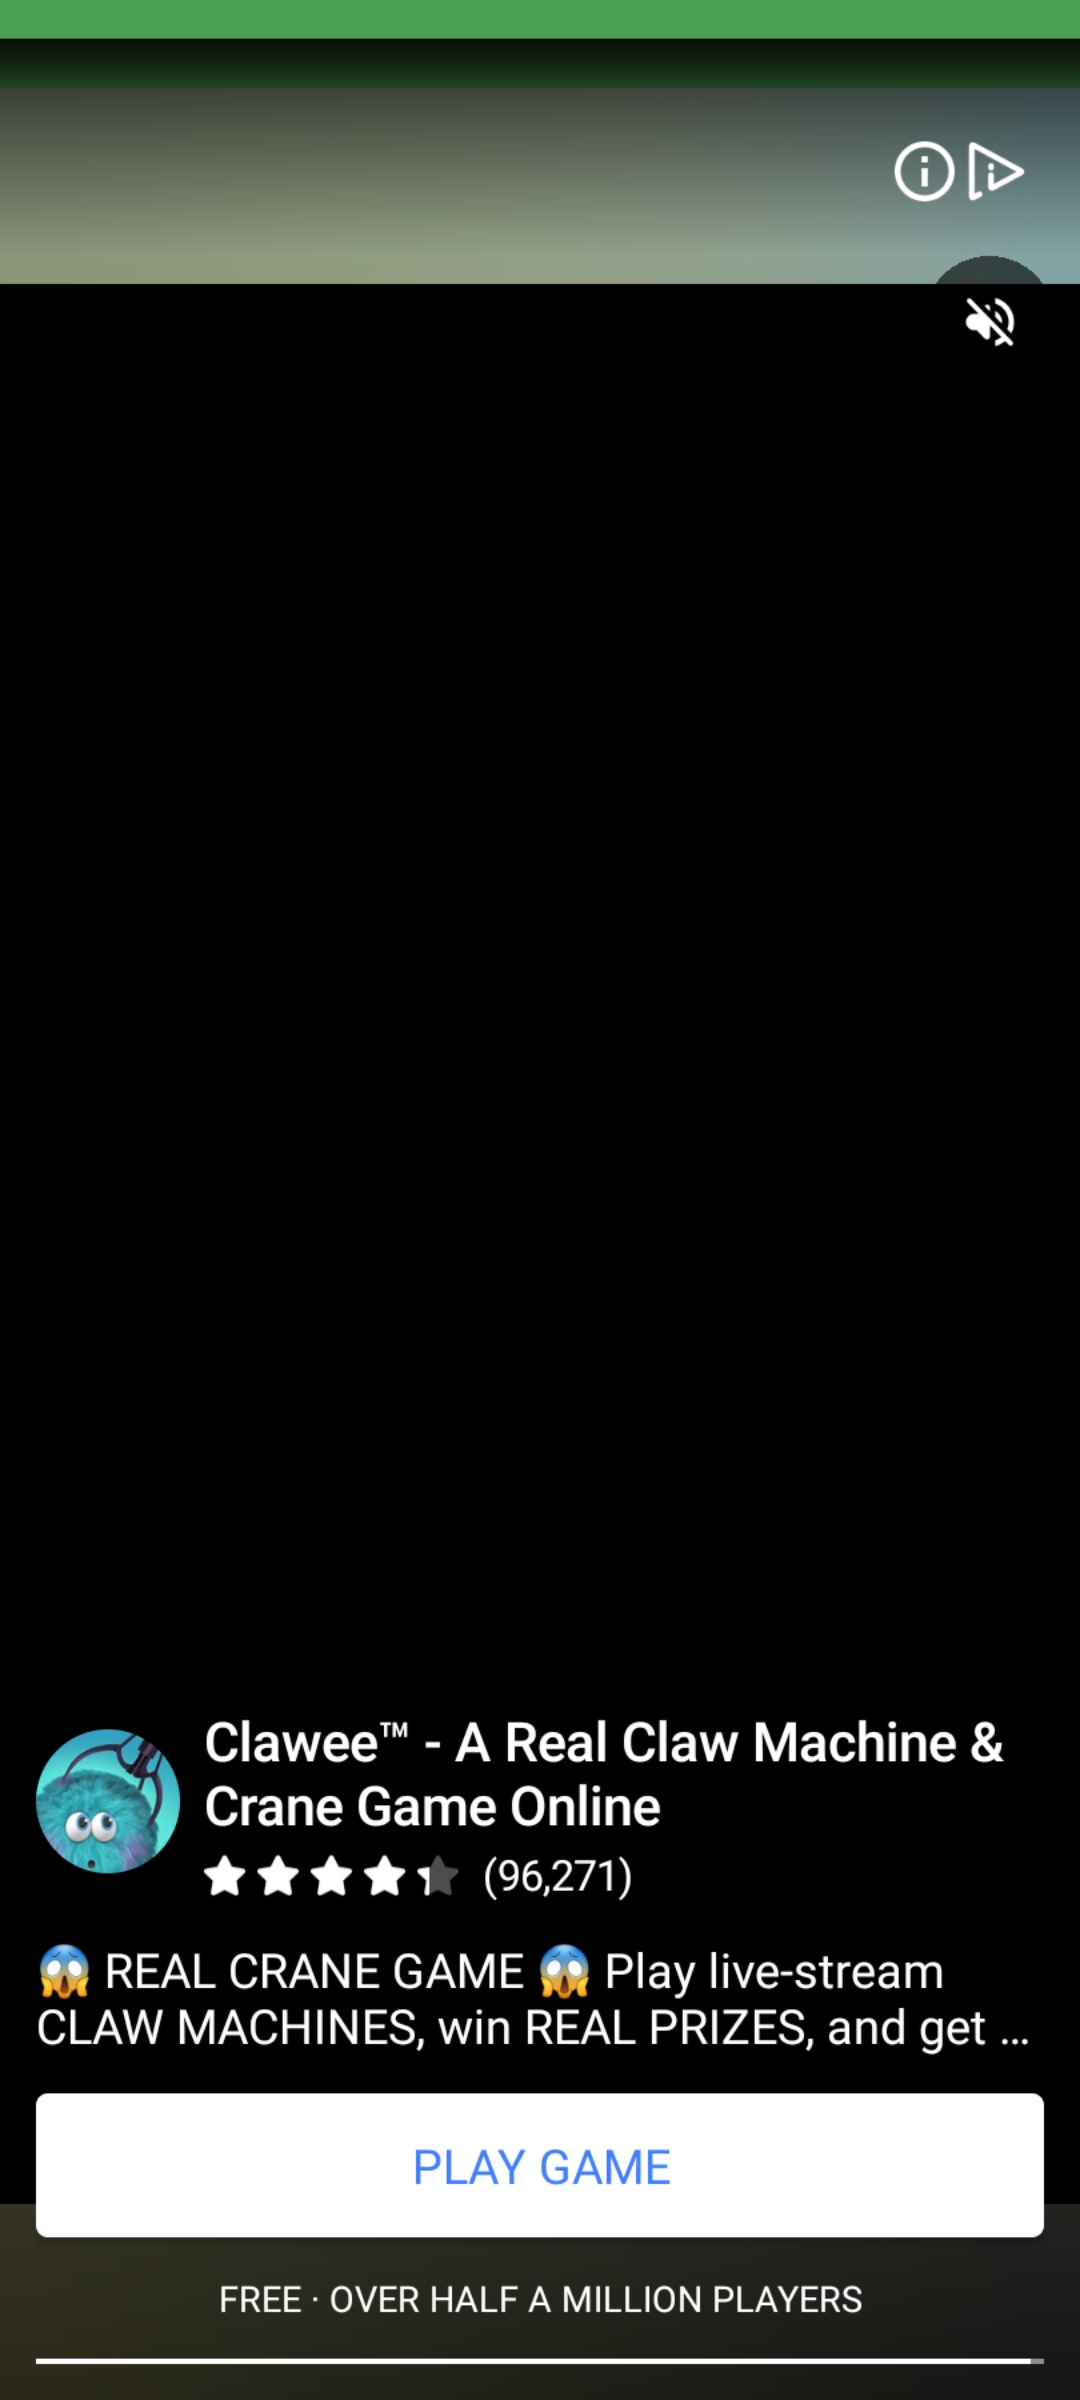 Clawee™ - A Real Claw Machine &
Crane Game Online
(96,271)
😱 REAL CRANE GAME 😱 Play live-stream
CLAW MACHINES, win REAL PRIZES, and get ...
PLAY GAME
FREE · OVER HALF A MILLION PLAYERS